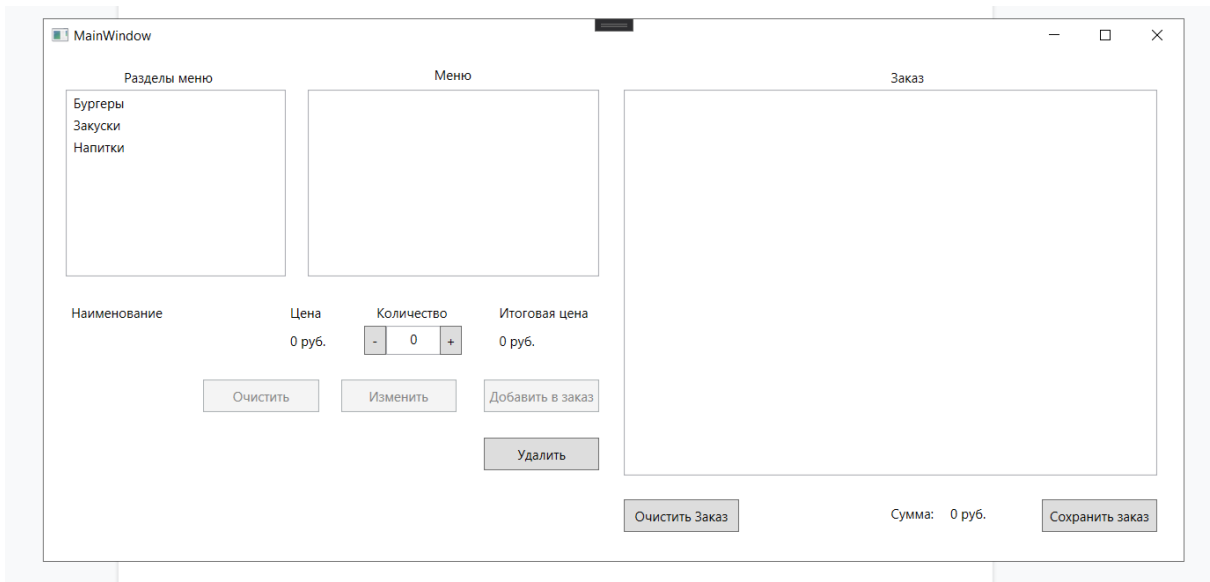 MainWindow
Разделы меню
Меню
Заказ
Бургеры
Закуски
Напитки
Наименование
Цена
Количество
Итоговая цена
0 руб.
-
0
+
0 руб.
Очистить
Изменить
Добавить в заказ
Удалить
Очистить Заказ
Сумма: 0 руб.
Сохранить заказ